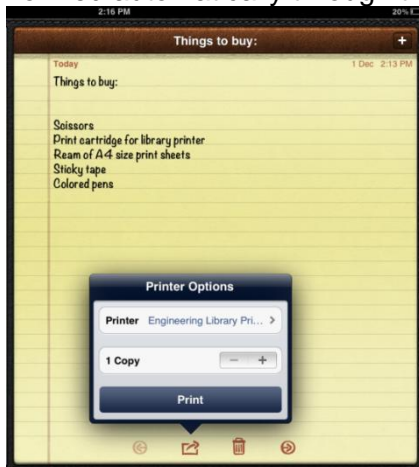 2:16 PM 20%
Things to buy: +
Today 1 Dec 2:13 PM
Things to buy:
Scissors
Print cartridge for library printer
Ream of A4 size print sheets
Sticky tape
Colored pens
Printer Options
Printer Engineering Library Pri... >
1 Copy - +
Print